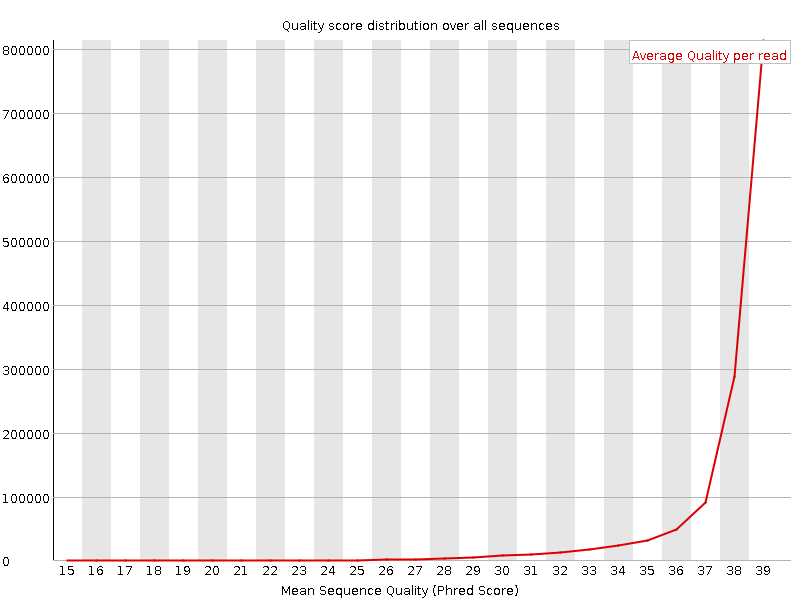 Quality score distribution over all sequences
Average Quality per read
800000
700000
600000
500000
400000
300000
200000
100000
0
15 16 17 18 19 20 21 22 23 24 25 26 27 28 29 30 31 32 33 34 35 36 37 38 39
Mean Sequence Quality (Phred Score)